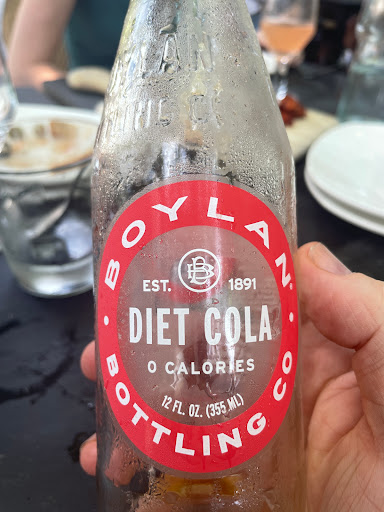 BOYLAN
EST. B 1891
DIET COLA
0 CALORIES
12 FL. OZ. (355 ML)
BOTTLING CO